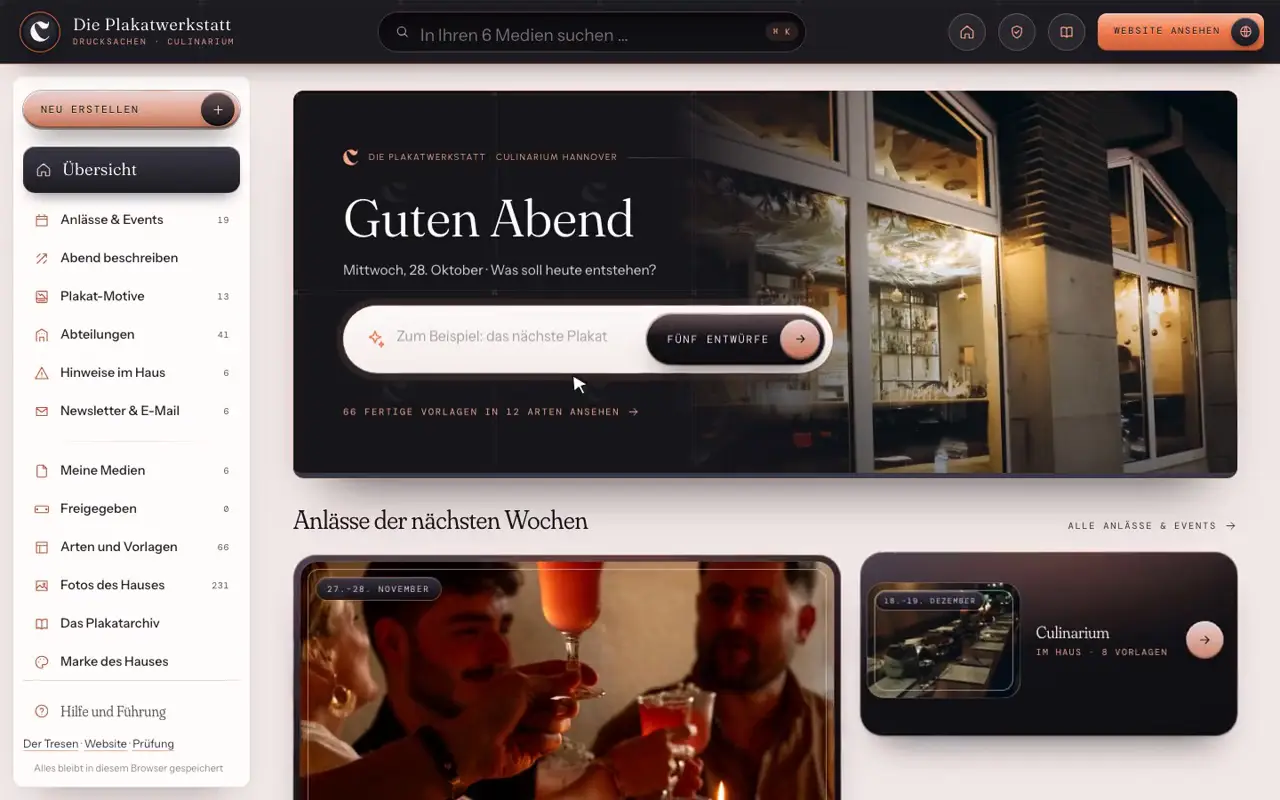 Die Plakatwerkstatt
DRUCKSACHEN · CULINARIUM
In Ihren 6 Medien suchen ...
⌘ K
WEBSITE ANSEHEN
NEU ERSTELLEN
Übersicht
Anlässe & Events 19
Abend beschreiben
Plakat-Motive 13
Abteilungen 41
Hinweise im Haus 6
Newsletter & E-Mail 6
Meine Medien 6
Freigegeben 0
Arten und Vorlagen 66
Fotos des Hauses 231
Das Plakatarchiv
Marke des Hauses
Hilfe und Führung
Der Tresen · Website · Prüfung
Alles bleibt in diesem Browser gespeichert
DIE PLAKATWERKSTATT CULINARIUM HANNOVER
Guten Abend
Mittwoch, 28. Oktober · Was soll heute entstehen?
Zum Beispiel: das nächste Plakat
FÜNF ENTWÜRFE
66 FERTIGE VORLAGEN IN 12 ARTEN ANSEHEN
Anlässe der nächsten Wochen
ALLE ANLÄSSE & EVENTS
27.–28. NOVEMBER
18.–19. DEZEMBER
Culinarium
IM HAUS · 8 VORLAGEN